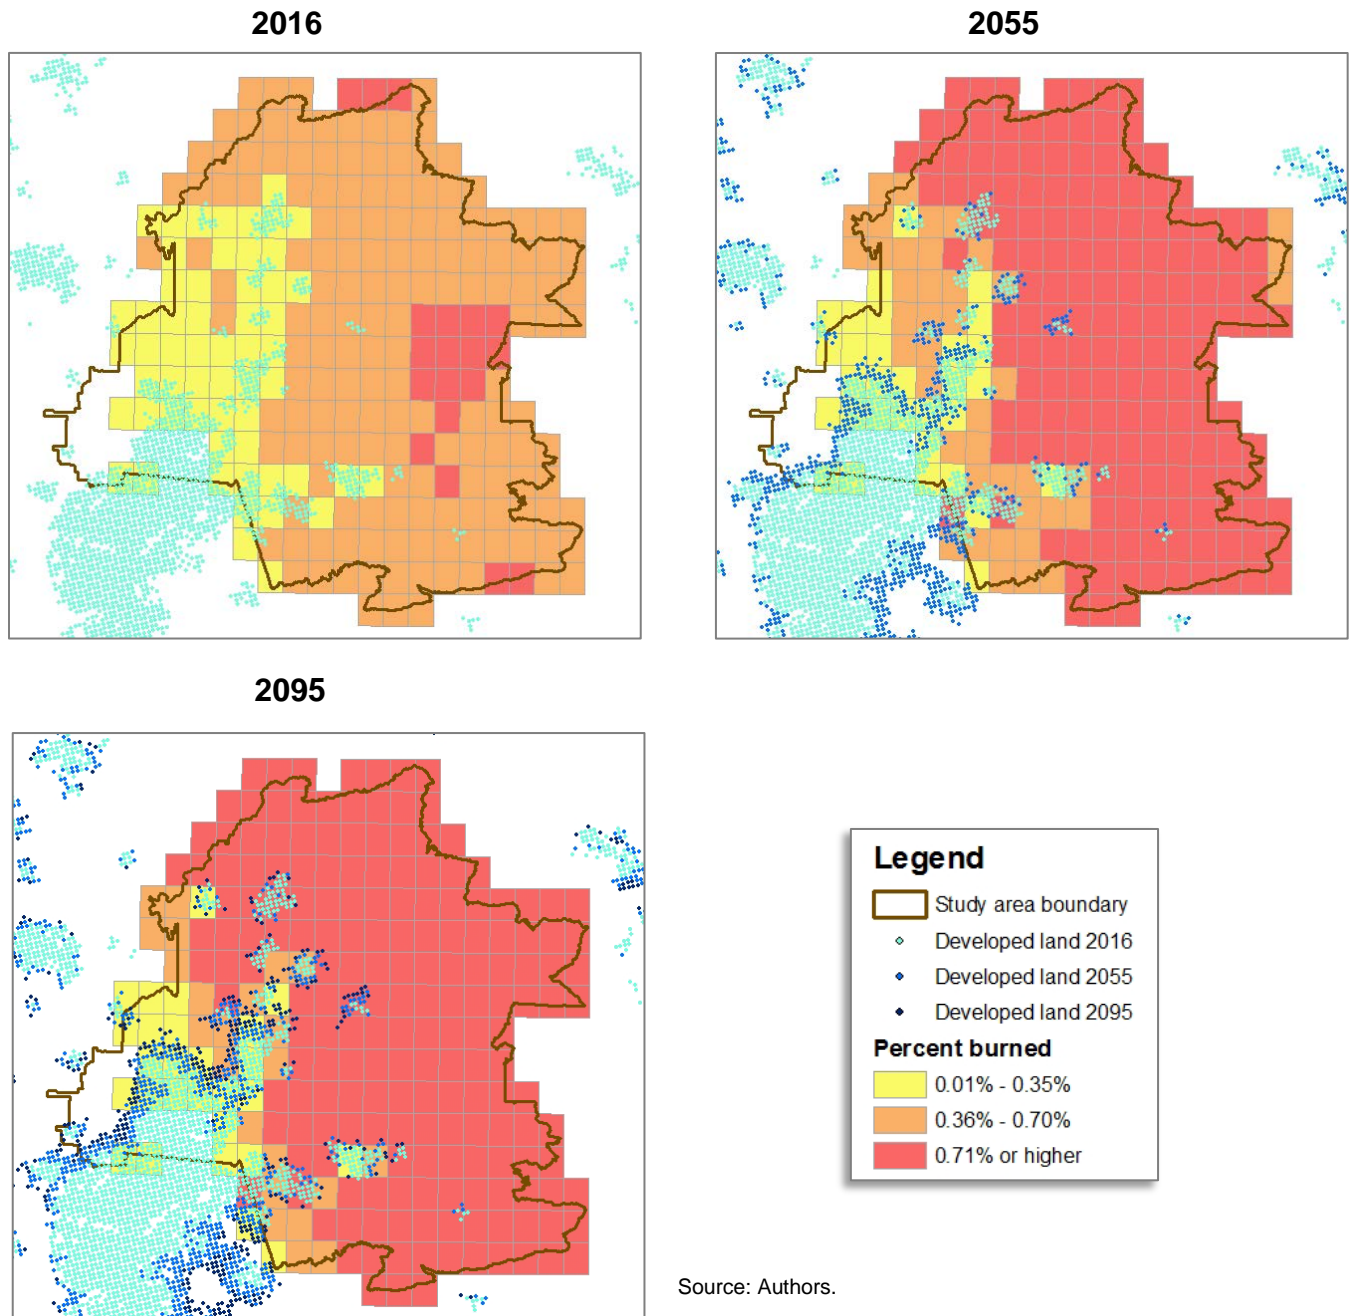 2016
2055
2095
Legend
Study area boundary
Developed land 2016
Developed land 2055
Developed land 2095
Percent burned
0.01% - 0.35%
0.36% - 0.70%
0.71% or higher
Source: Authors.